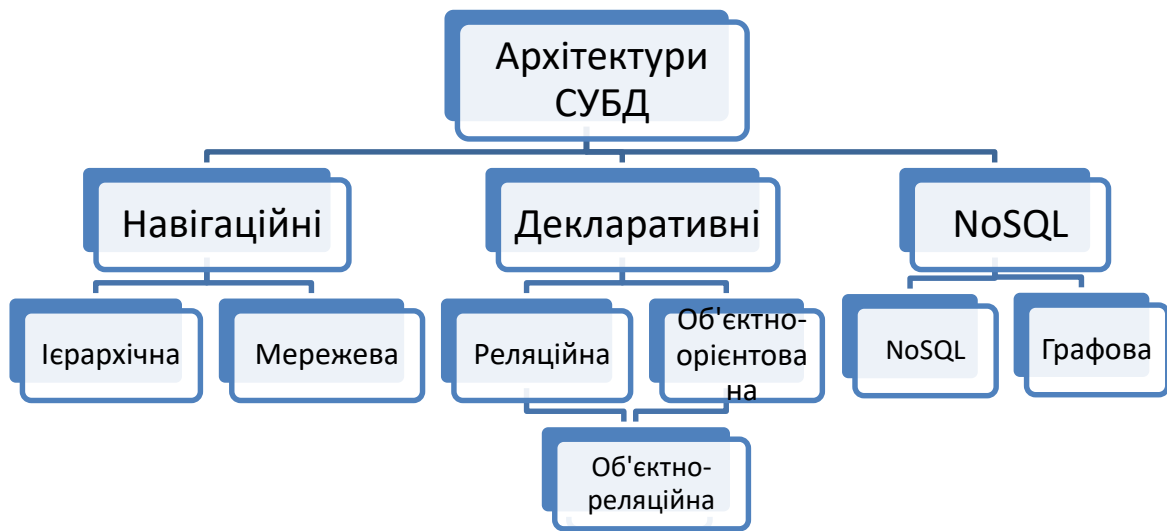 Архітектури
СУБД
Навігаційні
Декларативні
NoSQL
Ієрархічна
Мережева
Реляційна
Об'єктно-
орієнтова
на
NoSQL
Графова
Об'єктно-
реляційна